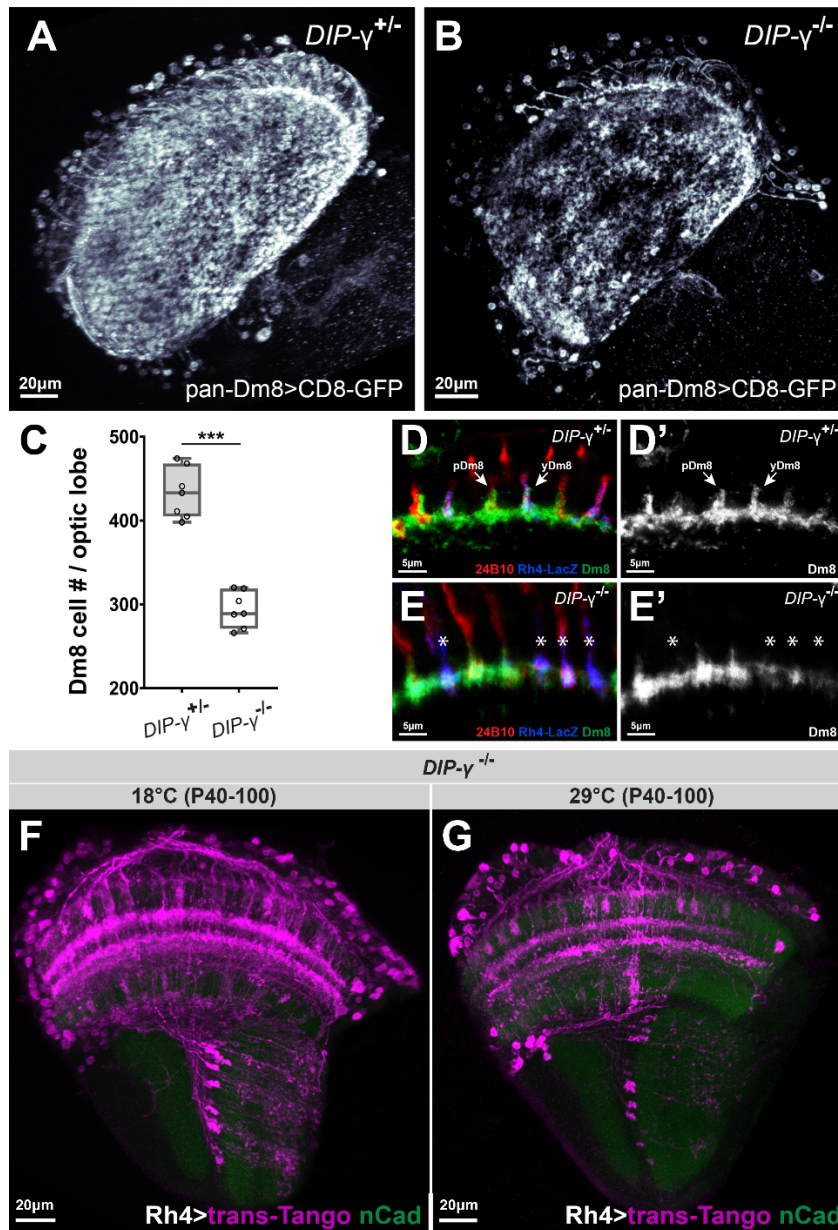 A
DIP-γ+/-
20µm
pan-Dm8>CD8-GFP
B
DIP-γ-/-
20µm
pan-Dm8>CD8-GFP
C
Dm8 cell # / optic lobe
500
400
300
200
***
DIP-γ+/-
DIP-γ-/-
D
DIP-γ+/-
pDm8
yDm8
5µm
24B10 Rh4-LacZ Dm8
D'
DIP-γ+/-
pDm8
yDm8
5µm
Dm8
E
DIP-γ-/-
* * * *
5µm
24B10 Rh4-LacZ Dm8
E'
DIP-γ-/-
* * * *
5µm
Dm8
DIP-γ -/-
18°C (P40-100)
29°C (P40-100)
F
20µm
Rh4>trans-Tango nCad
G
20µm
Rh4>trans-Tango nCad